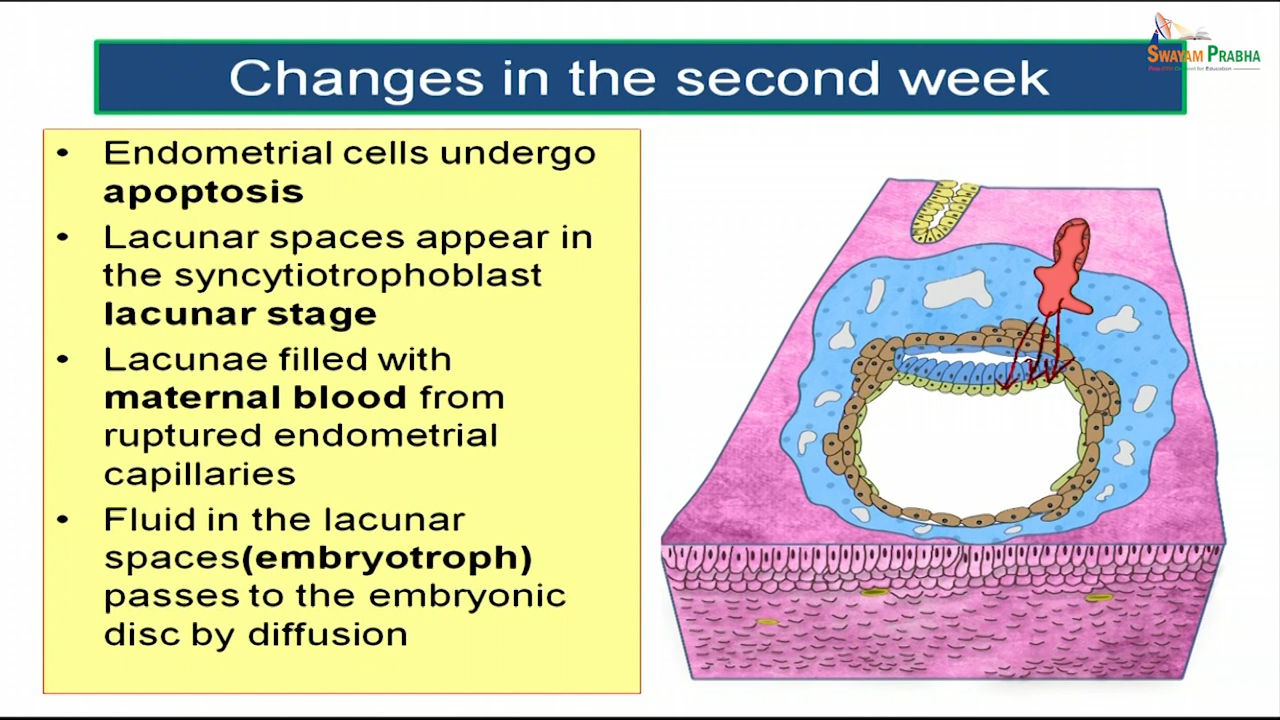 SWAYAM PRABHA
Changes in the second week
• Endometrial cells undergo
apoptosis
• Lacunar spaces appear in
the syncytiotrophoblast
lacunar stage
• Lacunae filled with
maternal blood from
ruptured endometrial
capillaries
• Fluid in the lacunar
spaces(embryotroph)
passes to the embryonic
disc by diffusion